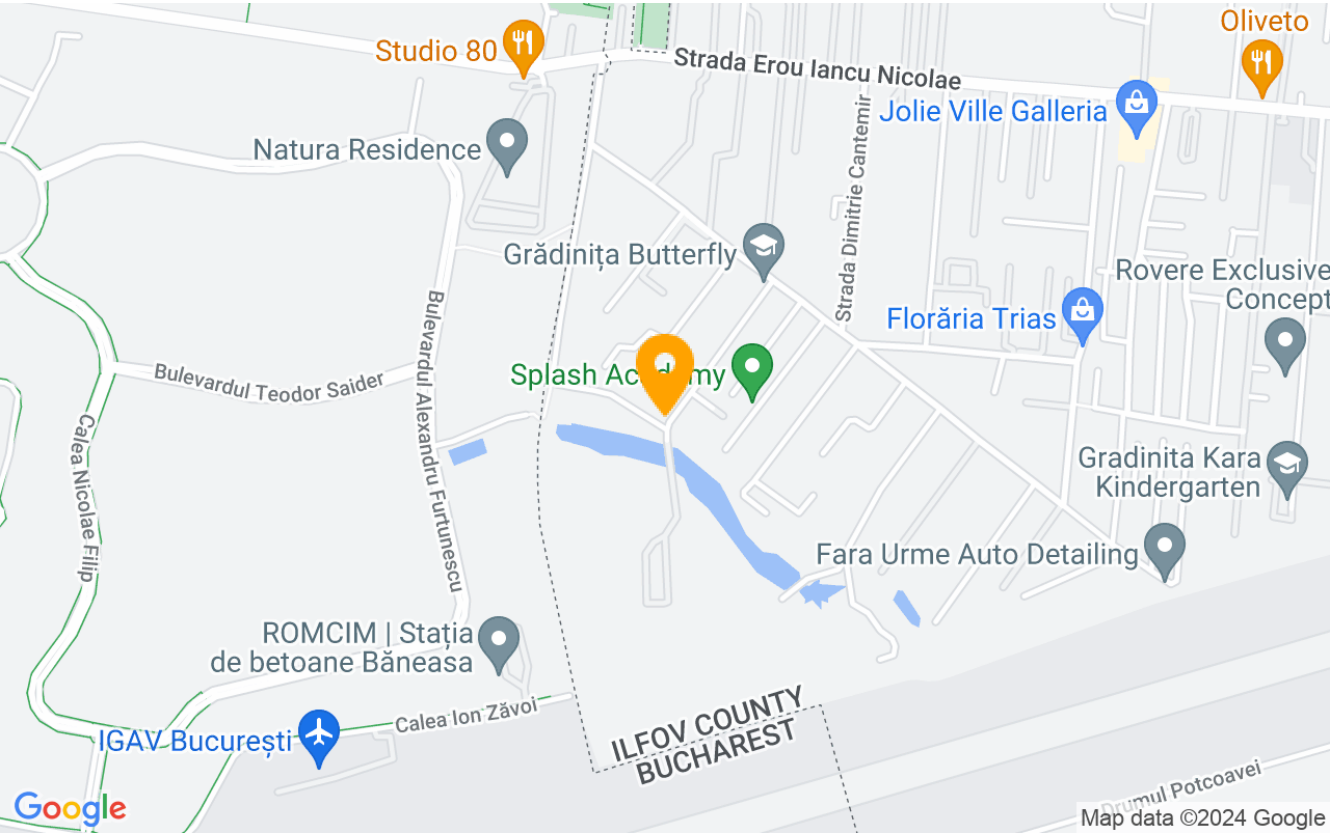 Oliveto
Studio 80
Strada Erou Iancu Nicolae
Jolie Ville Galleria
Natura Residence
Strada Dimitrie Cantemir
Grădinița Butterfly
Rovere Exclusive
Concept
Florăria Trias
Bulevardul Alexandru Furtunescu
Splash Academy
Bulevardul Teodor Saider
Calea Nicolae Filip
Gradinita Kara
Kindergarten
Fara Urme Auto Detailing
ROMCIM | Stația
de betoane Băneasa
ILFOV COUNTY
BUCHAREST
Calea Ion Zăvoi
IGAV București
Drumul Potcoavei
Google
Map data ©2024 Google